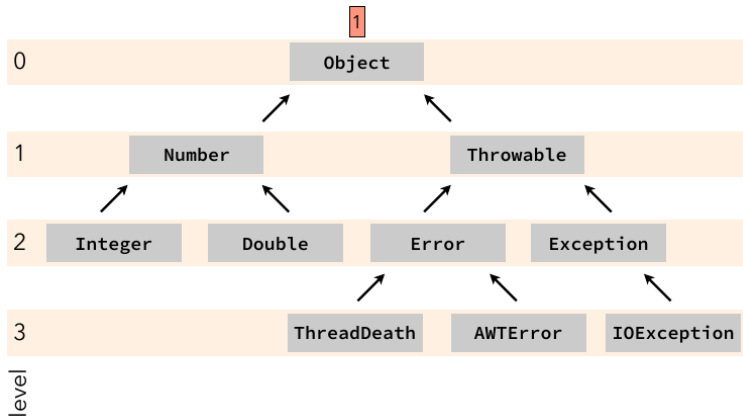 1
0 Object
1 Number Throwable
2 Integer Double Error Exception
3 ThreadDeath AWTError IOException
level